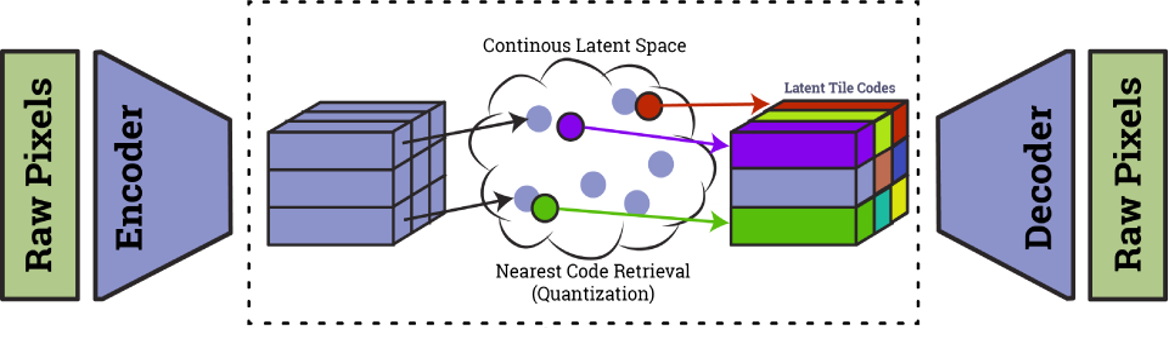 Raw Pixels
Encoder
Continous Latent Space
Latent Tile Codes
Nearest Code Retrieval
(Quantization)
Decoder
Raw Pixels